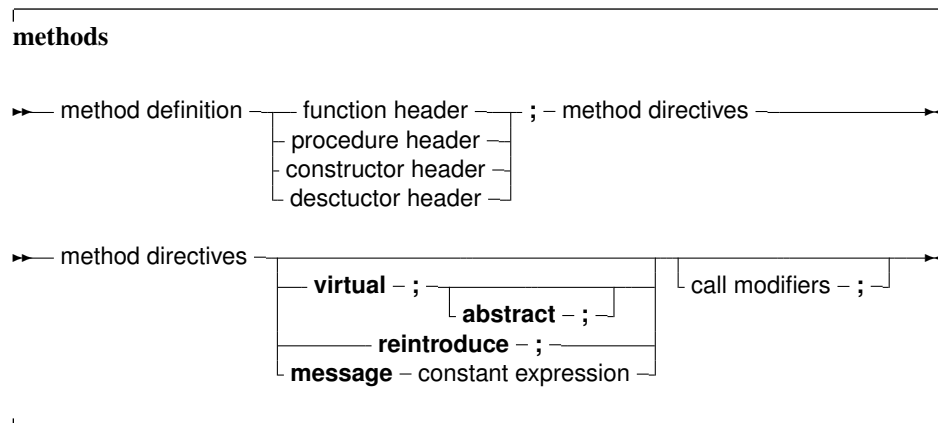 methods
method definition function header ; method directives
procedure header
constructor header
desctuctor header
method directives
virtual ; call modifiers ;
abstract ;
reintroduce ;
message constant expression